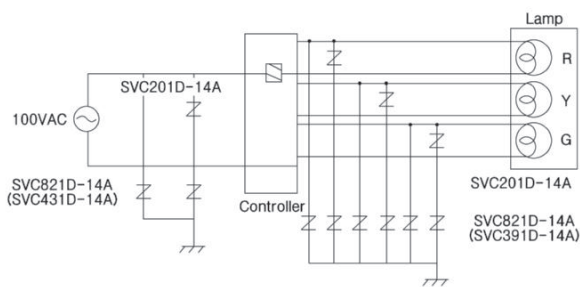 Lamp
R
SVC201D-14A
Y
100VAC
G
SVC821D-14A
(SVC431D-14A)
SVC201D-14A
Controller
SVC821D-14A
(SVC391D-14A)